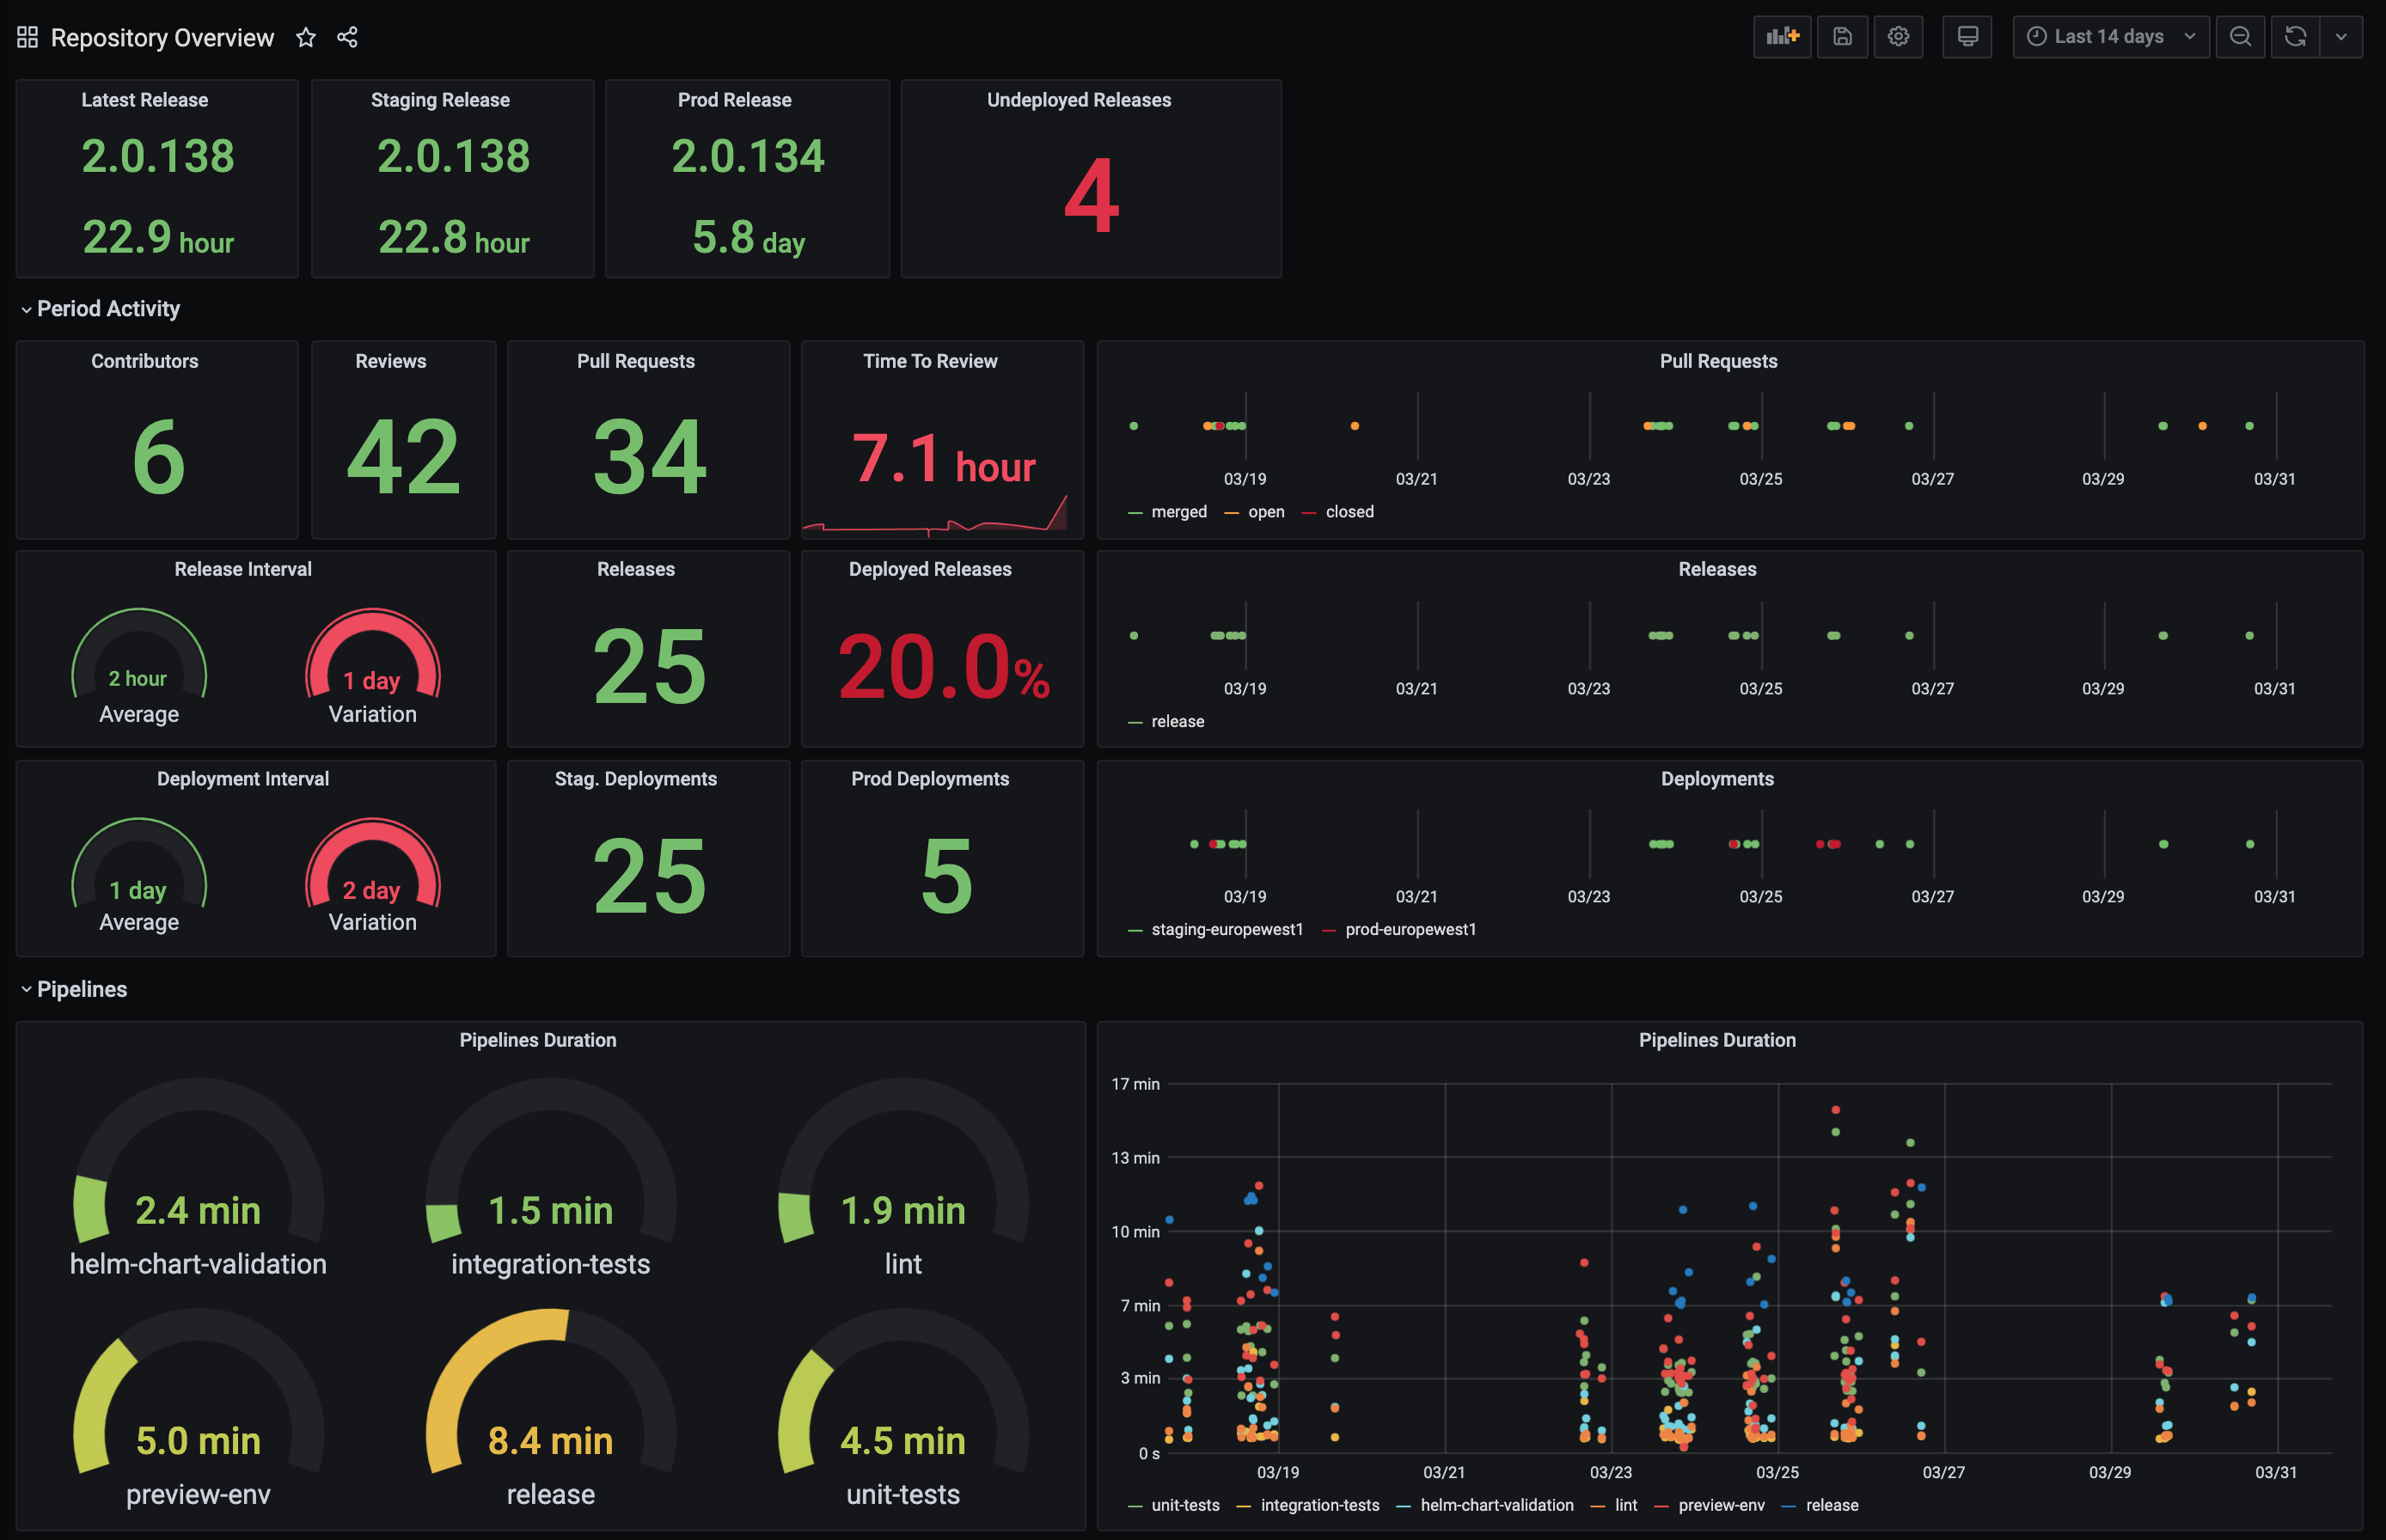 Repository Overview
Last 14 days
Latest Release
2.0.138
22.9 hour
Staging Release
2.0.138
22.8 hour
Prod Release
2.0.134
5.8 day
Undeployed Releases
4
Period Activity
Contributors
6
Reviews
42
Pull Requests
34
Time To Review
7.1 hour
Pull Requests
03/19 03/21 03/23 03/25 03/27 03/29 03/31
merged open closed
Release Interval
2 hour
Average
1 day
Variation
Releases
25
Deployed Releases
20.0%
Releases
03/19 03/21 03/23 03/25 03/27 03/29 03/31
release
Deployment Interval
1 day
Average
2 day
Variation
Stag. Deployments
25
Prod Deployments
5
Deployments
03/19 03/21 03/23 03/25 03/27 03/29 03/31
staging-europewest1 prod-europewest1
Pipelines
Pipelines Duration
2.4 min
helm-chart-validation
1.5 min
integration-tests
1.9 min
lint
5.0 min
preview-env
8.4 min
release
4.5 min
unit-tests
Pipelines Duration
17 min
13 min
10 min
7 min
3 min
0 s
03/19 03/21 03/23 03/25 03/27 03/29 03/31
unit-tests integration-tests helm-chart-validation lint preview-env release